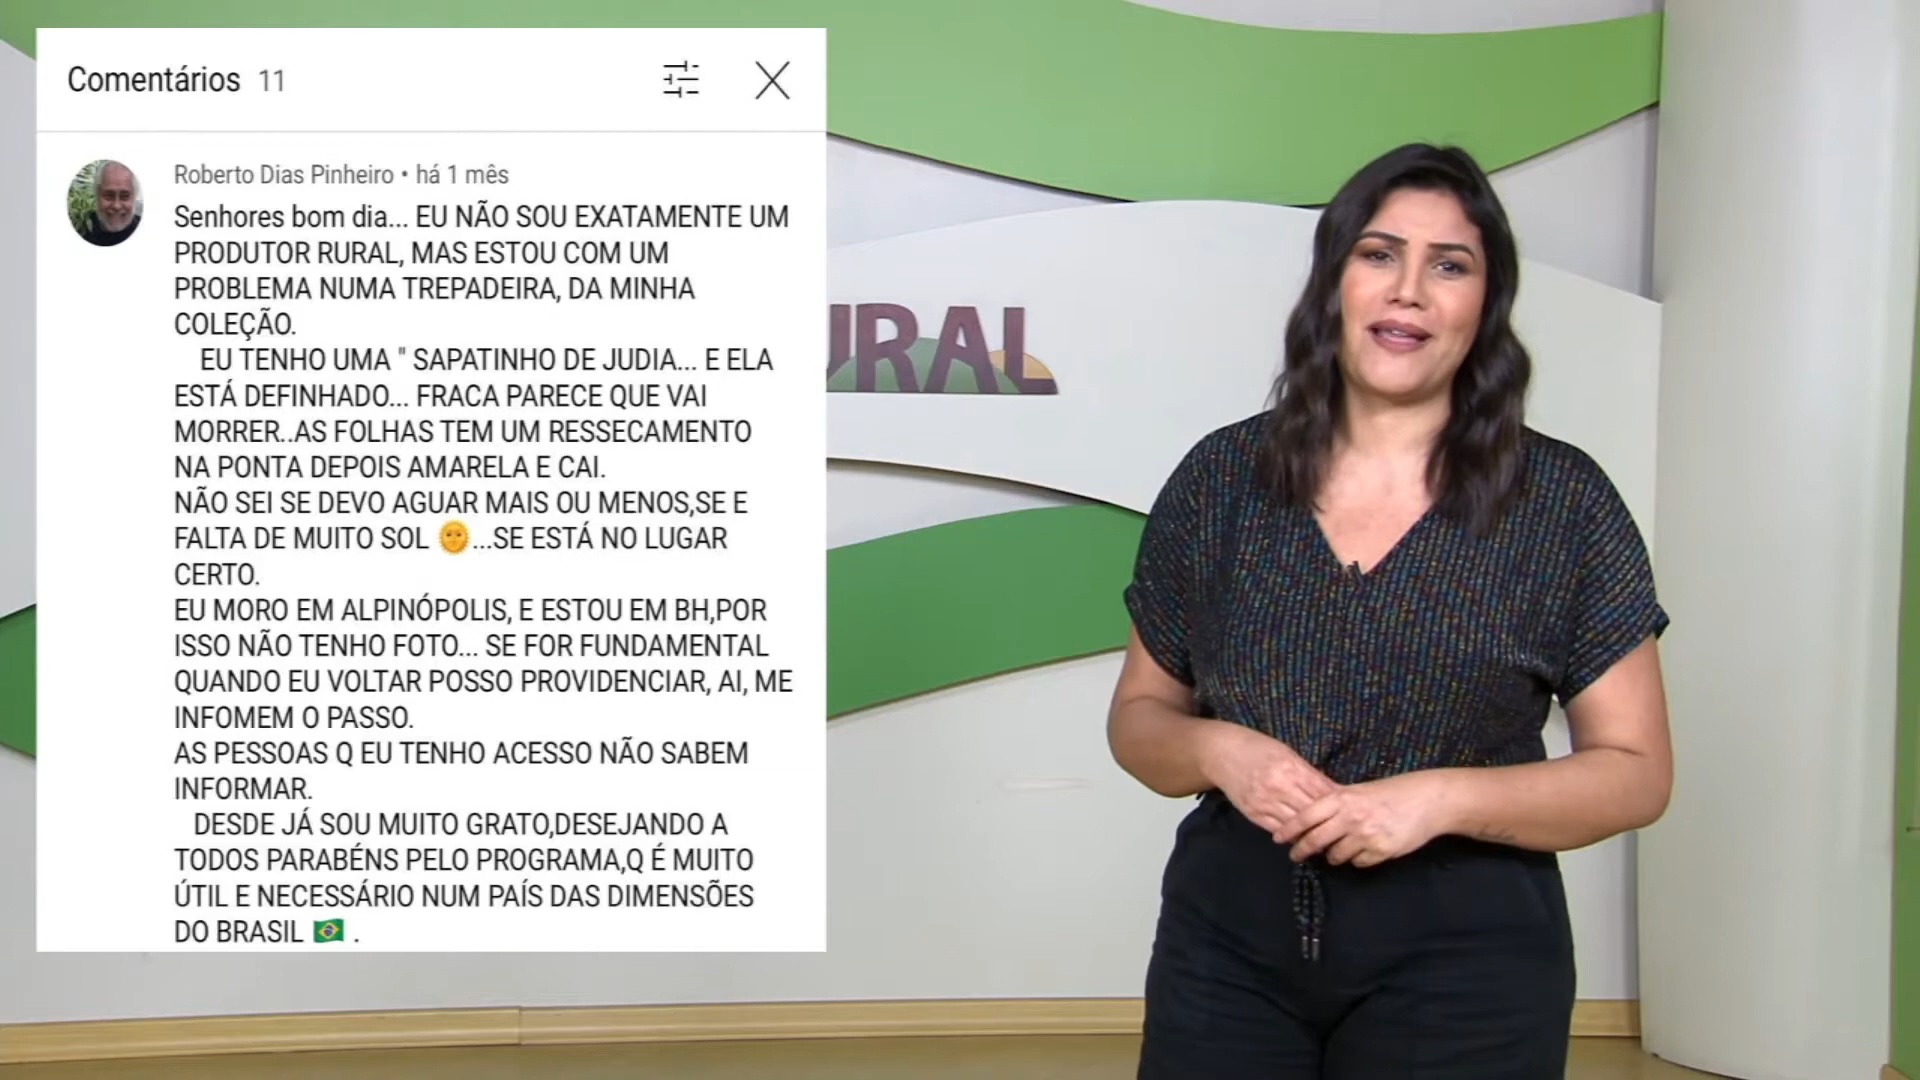 Comentários 11
Roberto Dias Pinheiro • há 1 mês
Senhores bom dia... EU NÃO SOU EXATAMENTE UM
PRODUTOR RURAL, MAS ESTOU COM UM
PROBLEMA NUMA TREPADEIRA, DA MINHA
COLEÇÃO.
EU TENHO UMA " SAPATINHO DE JUDIA... E ELA
ESTÁ DEFINHADO... FRACA PARECE QUE VAI
MORRER..AS FOLHAS TEM UM RESSECAMENTO
NA PONTA DEPOIS AMARELA E CAI.
NÃO SEI SE DEVO AGUAR MAIS OU MENOS,SE E
FALTA DE MUITO SOL 🌞...SE ESTÁ NO LUGAR
CERTO.
EU MORO EM ALPINÓPOLIS, E ESTOU EM BH,POR
ISSO NÃO TENHO FOTO... SE FOR FUNDAMENTAL
QUANDO EU VOLTAR POSSO PROVIDENCIAR, AI, ME
INFOMEM O PASSO.
AS PESSOAS Q EU TENHO ACESSO NÃO SABEM
INFORMAR.
DESDE JÁ SOU MUITO GRATO,DESEJANDO A
TODOS PARABÉNS PELO PROGRAMA,Q É MUITO
ÚTIL E NECESSÁRIO NUM PAÍS DAS DIMENSÕES
DO BRASIL 🇧🇷 .
URAL